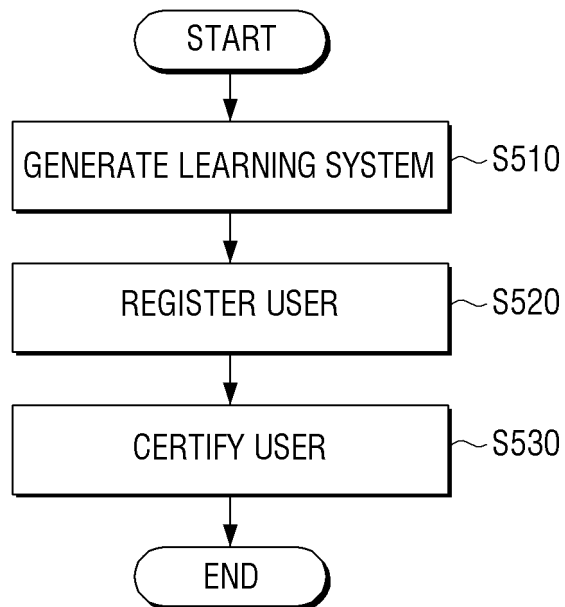 START
GENERATE LEARNING SYSTEM
S510
REGISTER USER
S520
CERTIFY USER
S530
END